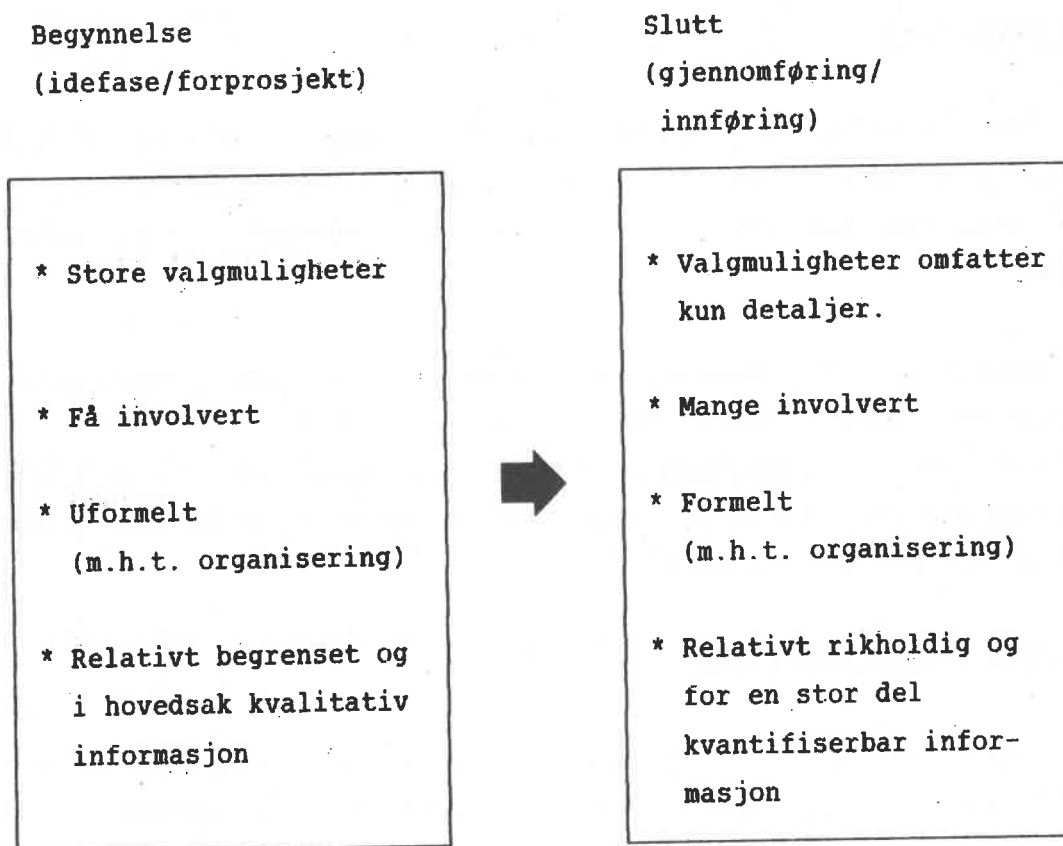 Begynnelse
(idefase/forprosjekt)
* Store valgmuligheter
* Få involvert
* Uformelt
(m.h.t. organisering)
* Relativt begrenset og
i hovedsak kvalitativ
informasjon
Slutt
(gjennomføring/
innføring)
* Valgmuligheter omfatter
kun detaljer.
* Mange involvert
* Formelt
(m.h.t. organisering)
* Relativt rikholdig og
for en stor del
kvantifiserbar infor-
masjon